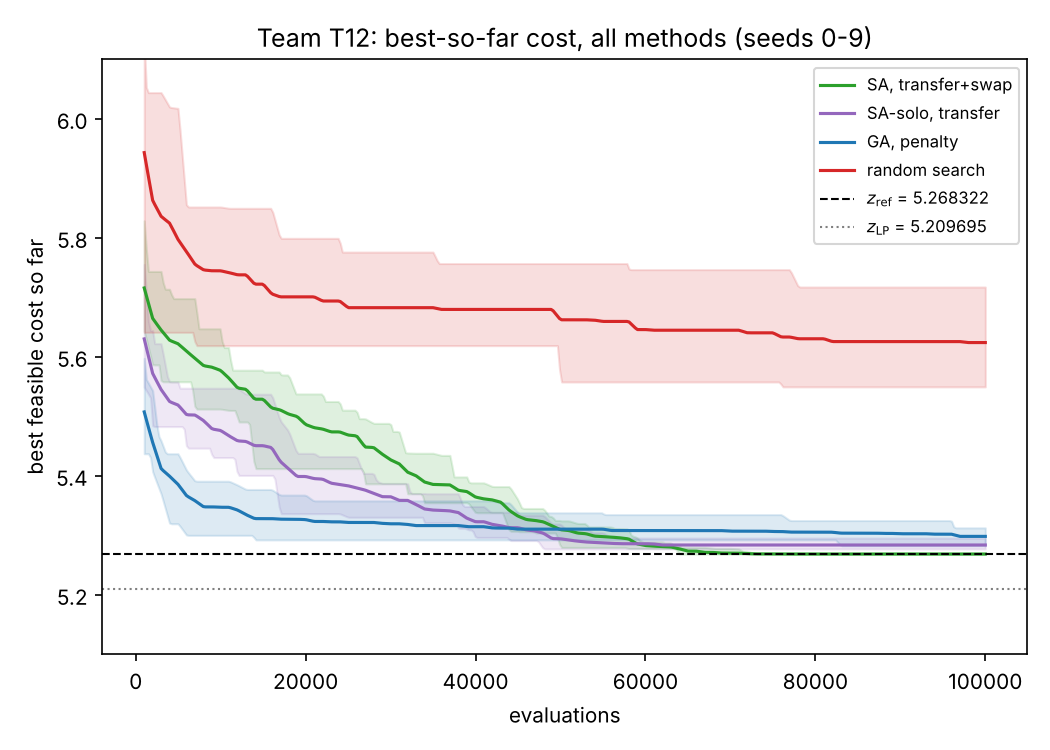 Team T12: best-so-far cost, all methods (seeds 0-9)
best feasible cost so far
6.0
5.8
5.6
5.4
5.2
SA, transfer+swap
SA-solo, transfer
GA, penalty
random search
z_ref = 5.268322
z_LP = 5.209695
0
20000
40000
60000
80000
100000
evaluations